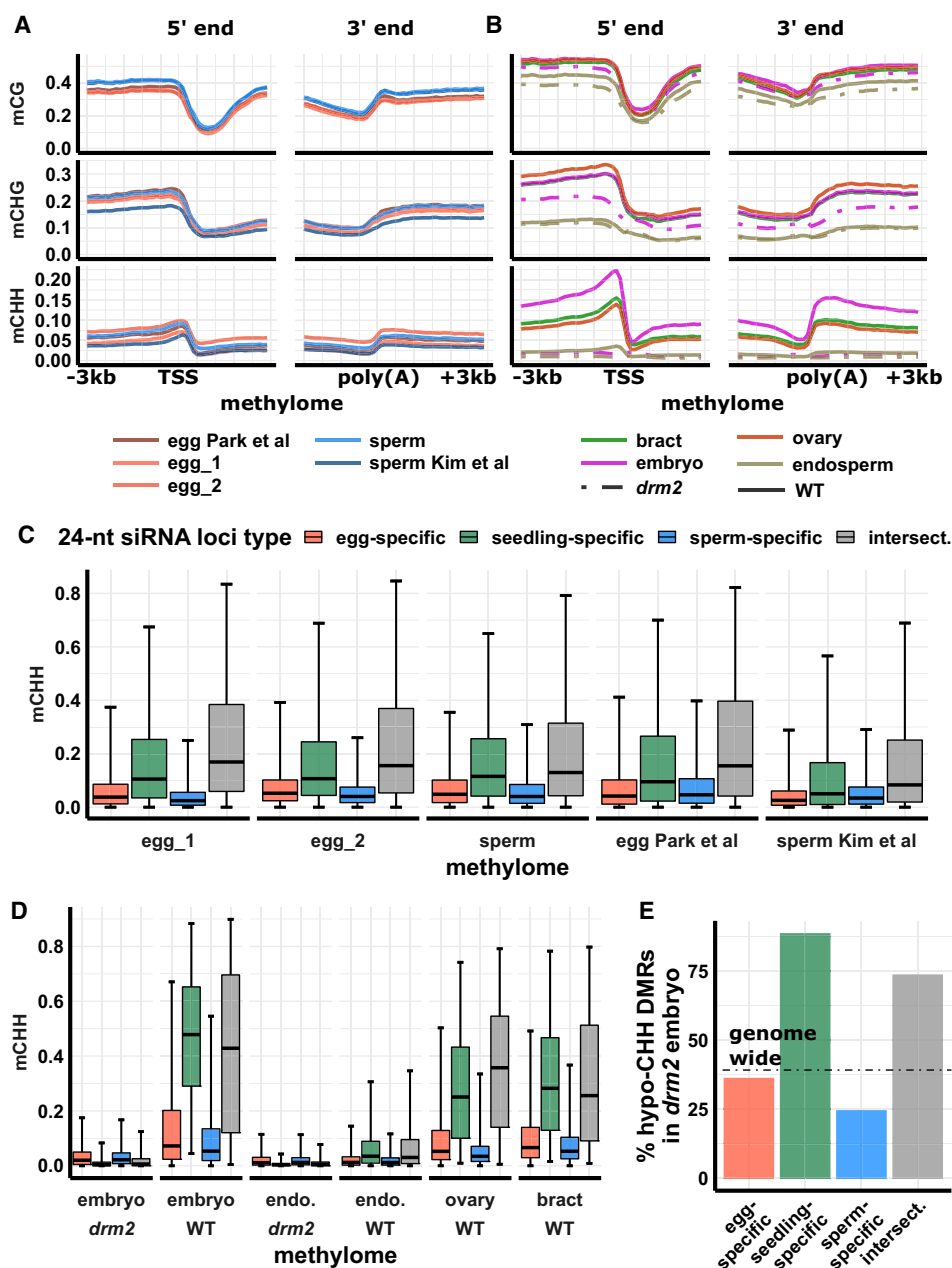 A
5' end
3' end
B
5' end
3' end
mCG
0.4
0.2
0.0
mCHG
0.3
0.2
0.1
0.0
mCHH
0.20
0.15
0.10
0.05
0.00
-3kb
TSS
poly(A)
+3kb
-3kb
TSS
poly(A)
+3kb
methylome
methylome
egg Park et al
egg_1
egg_2
sperm
sperm Kim et al
bract
embryo
drm2
ovary
endosperm
WT
C
24-nt siRNA loci type
egg-specific
seedling-specific
sperm-specific
intersect.
mCHH
0.8
0.6
0.4
0.2
0.0
egg_1
egg_2
sperm
egg Park et al
sperm Kim et al
methylome
D
mCHH
0.8
0.6
0.4
0.2
0.0
embryo drm2
embryo WT
endo. drm2
endo. WT
ovary WT
bract WT
methylome
E
% hypo-CHH DMRs
in drm2 embryo
75
50
25
0
genome
wide
egg-
specific
seedling-
specific
sperm-
specific
intersect.